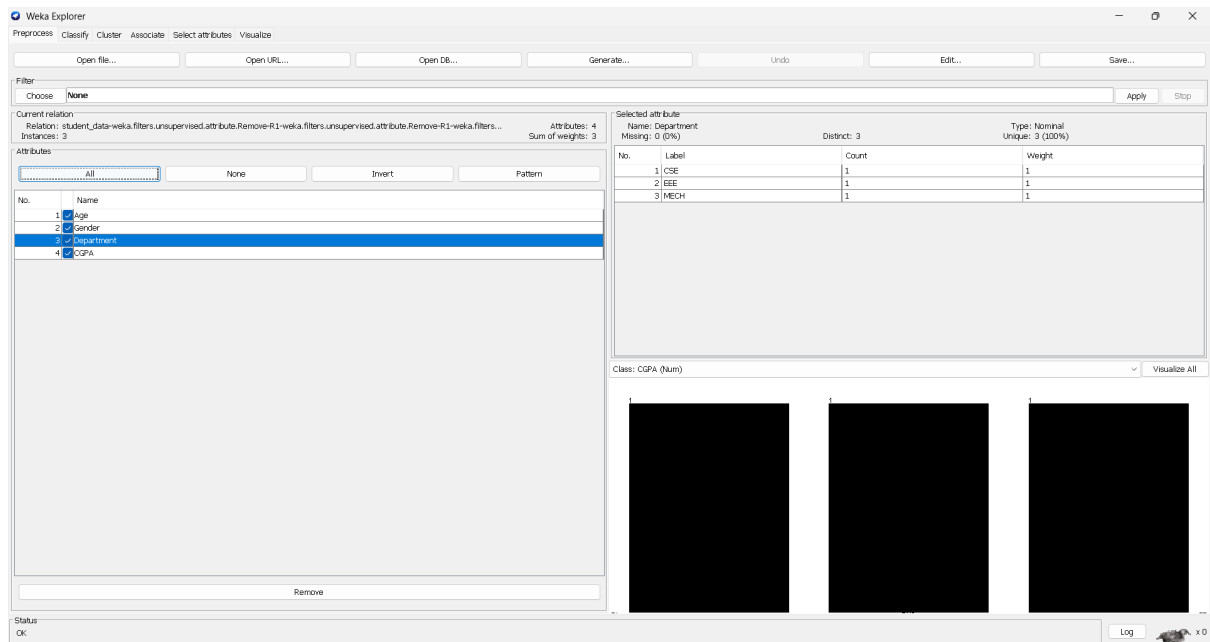 Weka Explorer
Preprocess Classify Cluster Associate Select attributes Visualize
Open file... Open URL... Open DB... Generate... Undo Edit... Save...
Filter
Choose None Apply Stop
Current relation
Relation: student_data-weka.filters.unsupervised.attribute.Remove-R1-weka.filters.unsupervised.attribute.Remove-R1-weka.filters... Attributes: 4
Instances: 3 Sum of weights: 3
Attributes
All None Invert Pattern
No. Name
1 Age
2 Gender
3 Department
4 CGPA
Remove
Selected attribute
Name: Department Type: Nominal
Missing: 0 (0%) Distinct: 3 Unique: 3 (100%)
No. Label Count Weight
1 CSE 1 1
2 EEE 1 1
3 MECH 1 1
Class: CGPA (Num) Visualize All
1 1 1
Status
OK Log x 0